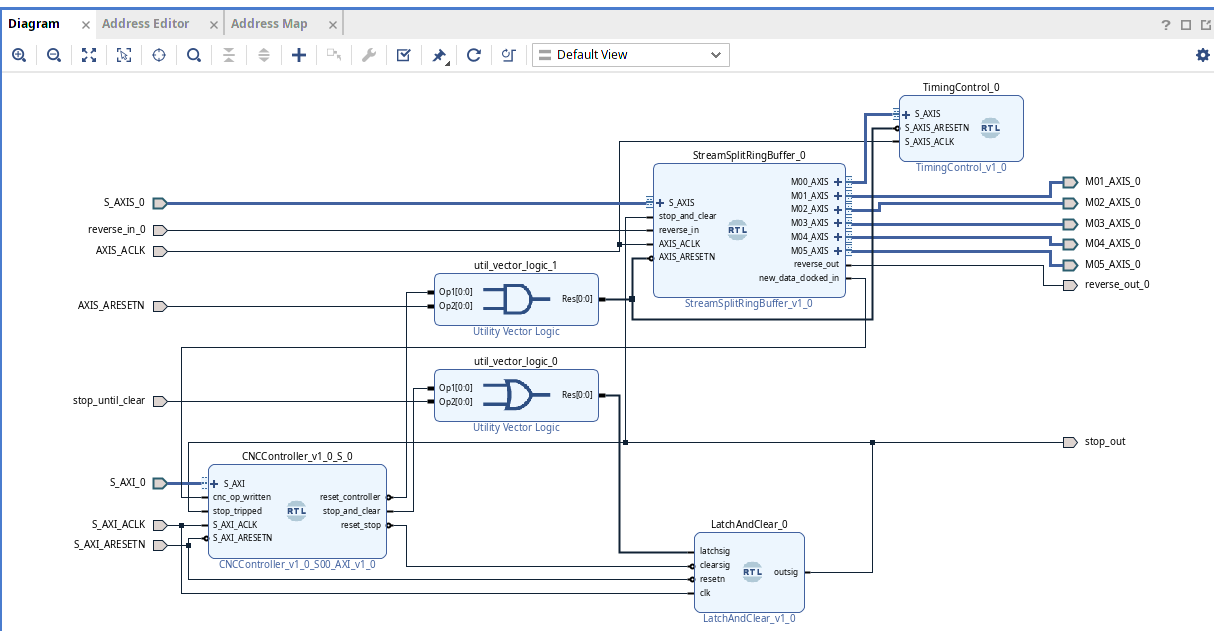 Diagram
Address Editor
Address Map
Default View
TimingControl_0
S_AXIS
S_AXIS_ARESETN
S_AXIS_ACLK
RTL
TimingControl_v1_0
StreamSplitRingBuffer_0
S_AXIS
stop_and_clear
reverse_in
AXIS_ACLK
AXIS_ARESETN
RTL
M00_AXIS
M01_AXIS
M02_AXIS
M03_AXIS
M04_AXIS
M05_AXIS
reverse_out
new_data_clocked_in
StreamSplitRingBuffer_v1_0
M01_AXIS_0
M02_AXIS_0
M03_AXIS_0
M04_AXIS_0
M05_AXIS_0
reverse_out_0
S_AXIS_0
reverse_in_0
AXIS_ACLK
AXIS_ARESETN
util_vector_logic_1
Op1[0:0]
Op2[0:0]
Res[0:0]
Utility Vector Logic
util_vector_logic_0
Op1[0:0]
Op2[0:0]
Res[0:0]
Utility Vector Logic
stop_until_clear
stop_out
S_AXI_0
S_AXI_ACLK
S_AXI_ARESETN
CNCController_v1_0_S_0
S_AXI
cnc_op_written
stop_tripped
S_AXI_ACLK
S_AXI_ARESETN
RTL
reset_controller
stop_and_clear
reset_stop
CNCController_v1_0_S00_AXI_v1_0
LatchAndClear_0
latchsig
clearsig
resetn
clk
RTL
outsig
LatchAndClear_v1_0